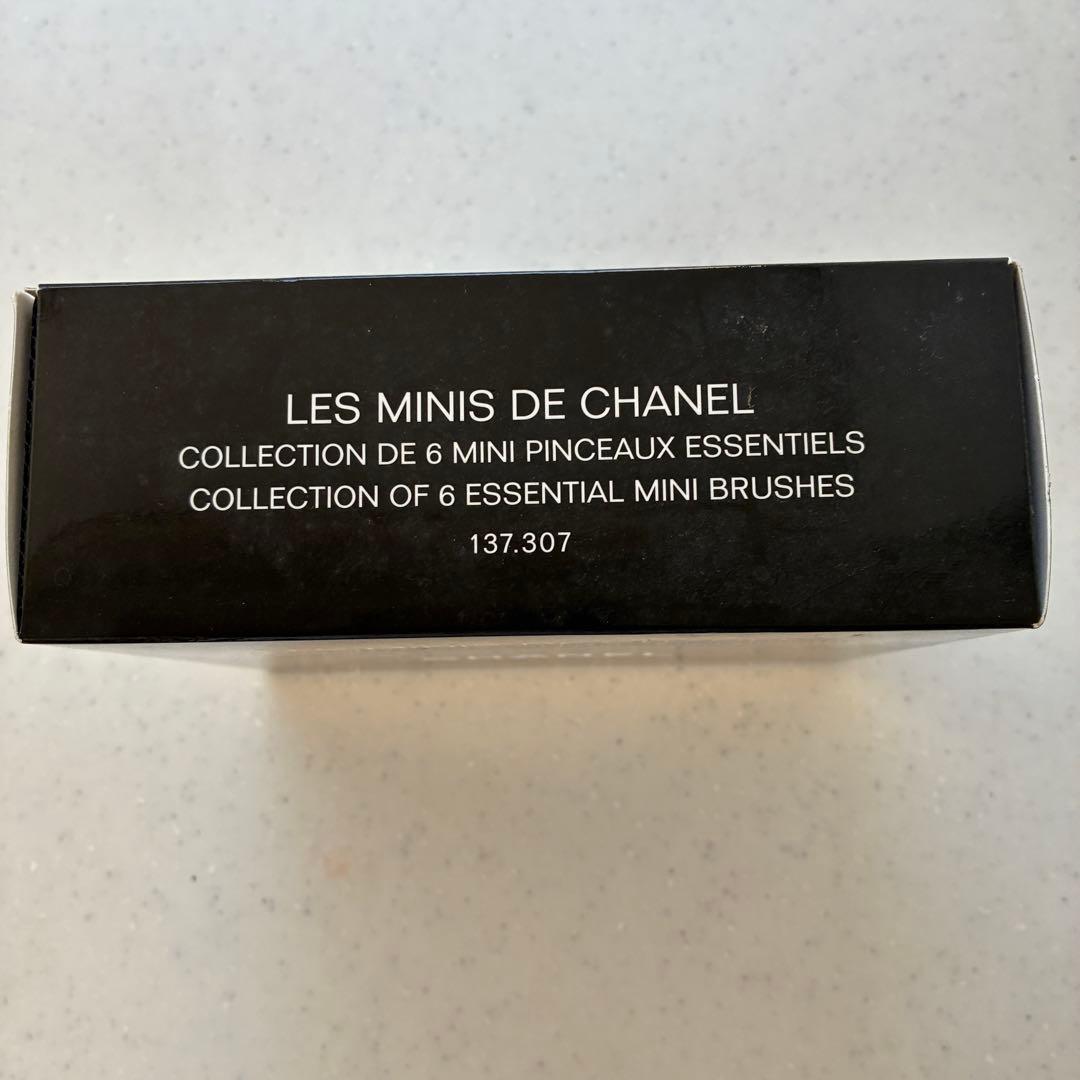 LES MINIS DE CHANEL
COLLECTION DE 6 MINI PINCEAUX ESSENTIELS
COLLECTION OF 6 ESSENTIAL MINI BRUSHES
137.307